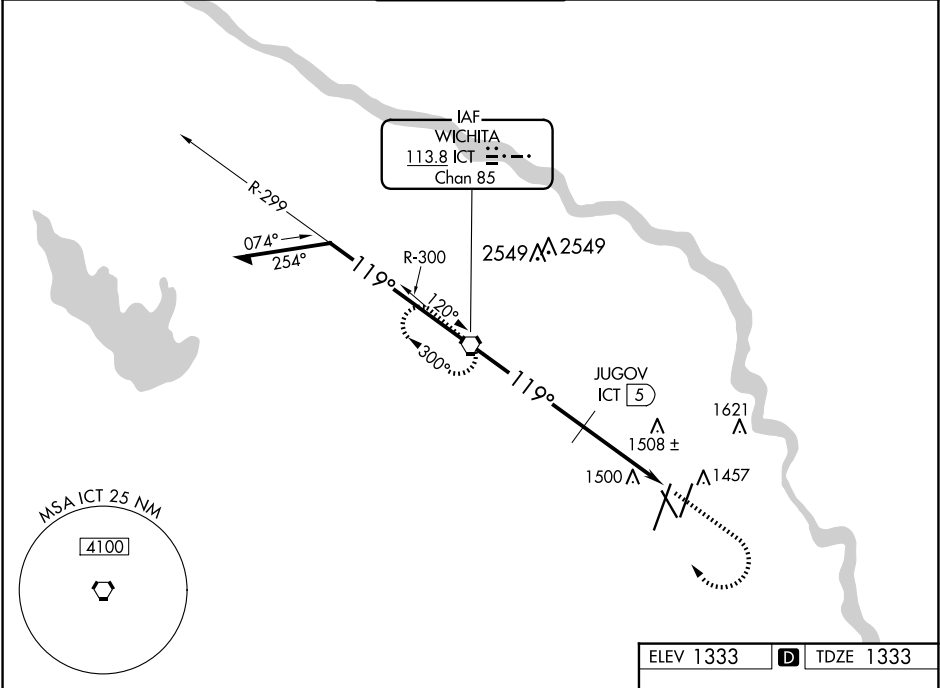 IAF
WICHITA
113.8 ICT
Chan 85
R-299
074°
254°
119°
R-300
120°
300°
2549 2549
119°
JUGOV
ICT 5
1621
1508 ±
1500
1457
MSA ICT 25 NM
4100
ELEV 1333 D TDZE 1333